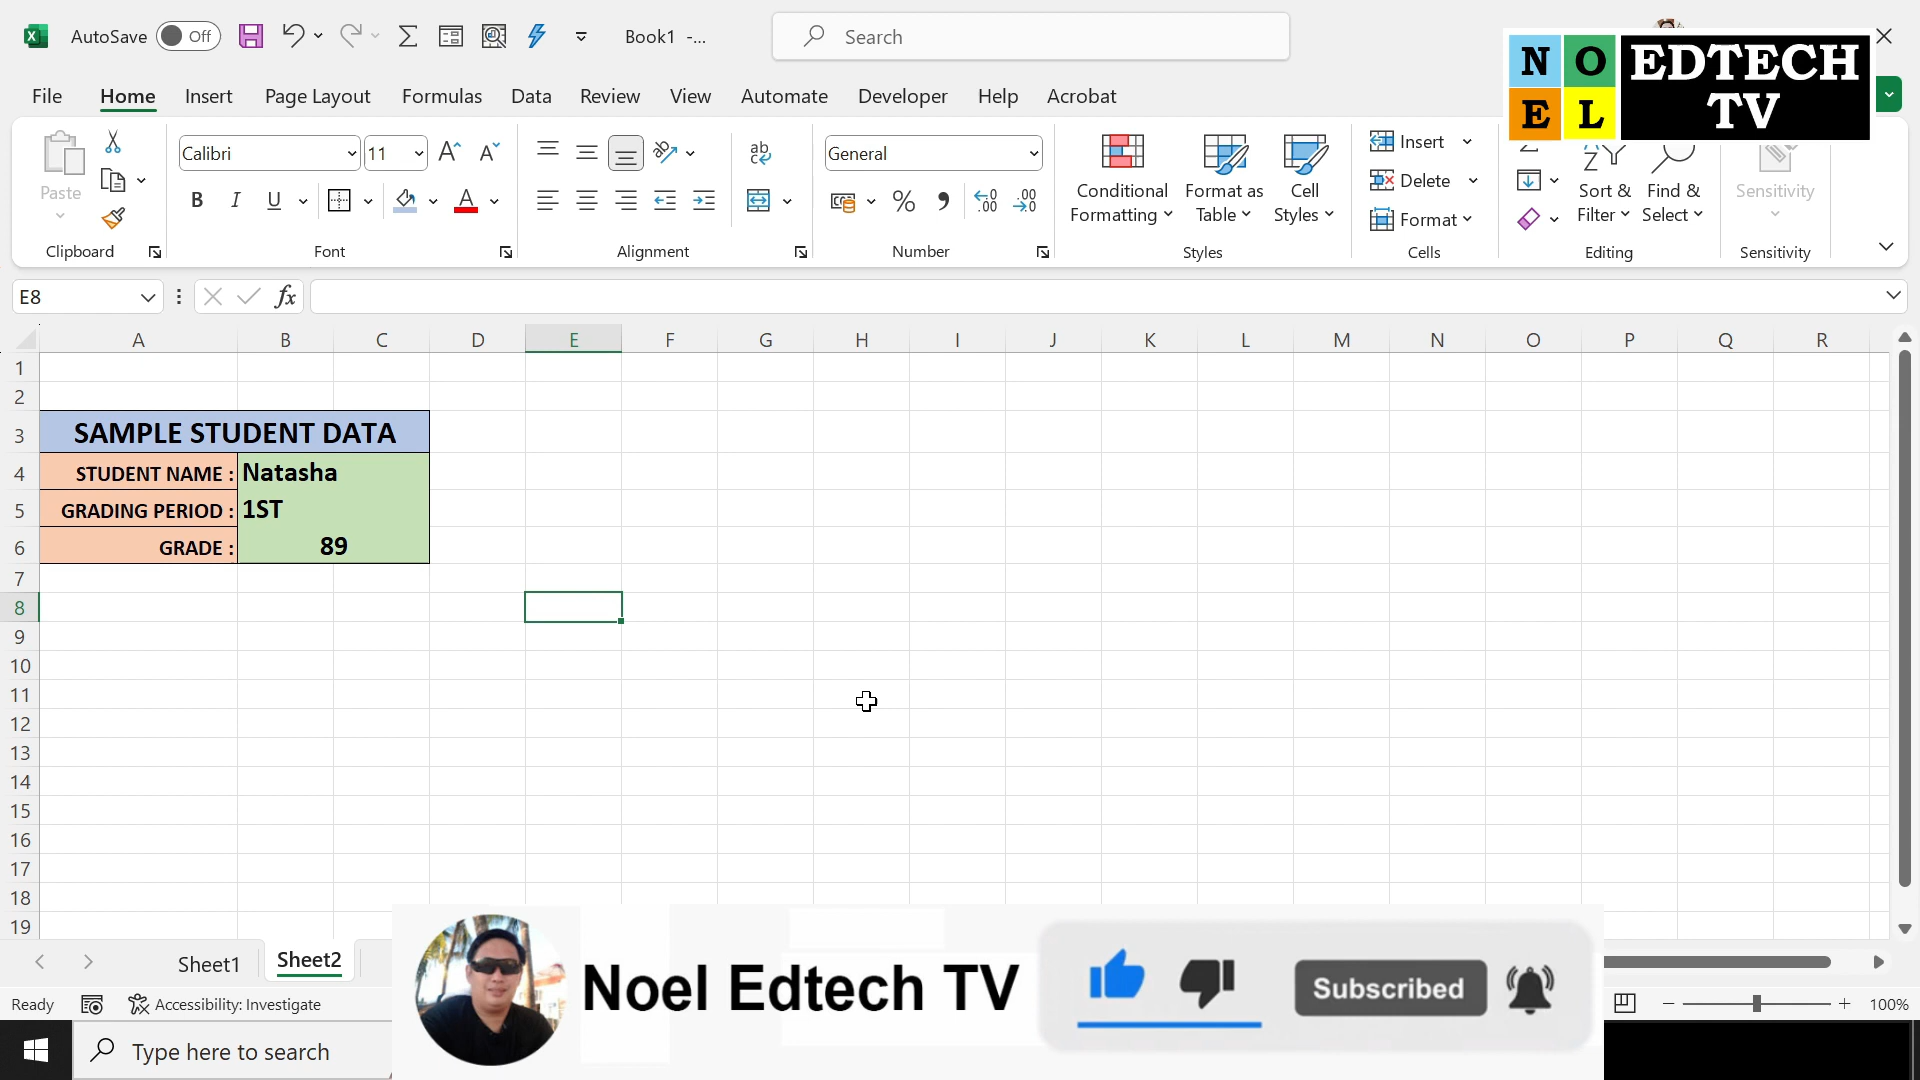 AutoSave Off Book1 -... Search
N O EDTECH
E L TV
File Home Insert Page Layout Formulas Data Review View Automate Developer Help Acrobat
Paste Calibri 11 General
Conditional Formatting Format as Table Cell Styles
Insert
Delete
Format
Sort & Filter Find & Select Sensitivity
Clipboard Font Alignment Number Styles Cells Editing Sensitivity
E8 fx
A B C D E F G H I J K L M N O P Q R
1
2
3 SAMPLE STUDENT DATA
4 STUDENT NAME : Natasha
5 GRADING PERIOD : 1ST
6 GRADE : 89
7
8
9
10
11
12
13
14
15
16
17
18
19
Sheet1 Sheet2
Noel Edtech TV Subscribed
Ready Accessibility: Investigate 100%
Type here to search